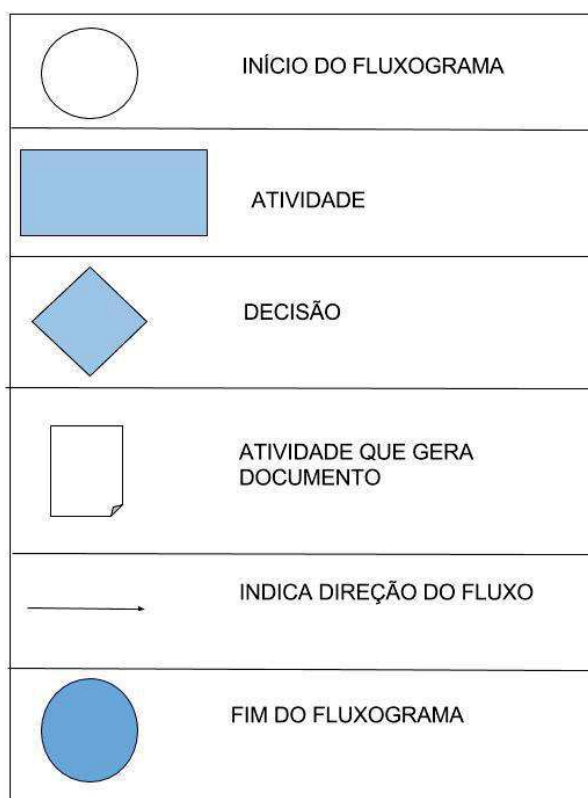 INÍCIO DO FLUXOGRAMA
ATIVIDADE
DECISÃO
ATIVIDADE QUE GERA
DOCUMENTO
INDICA DIREÇÃO DO FLUXO
FIM DO FLUXOGRAMA